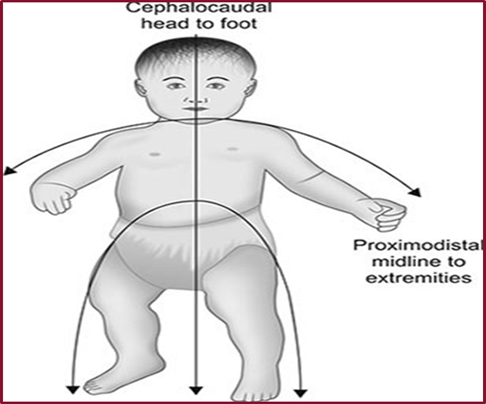 Cephalocaudal
head to foot
Proximodistal
midline to
extremities